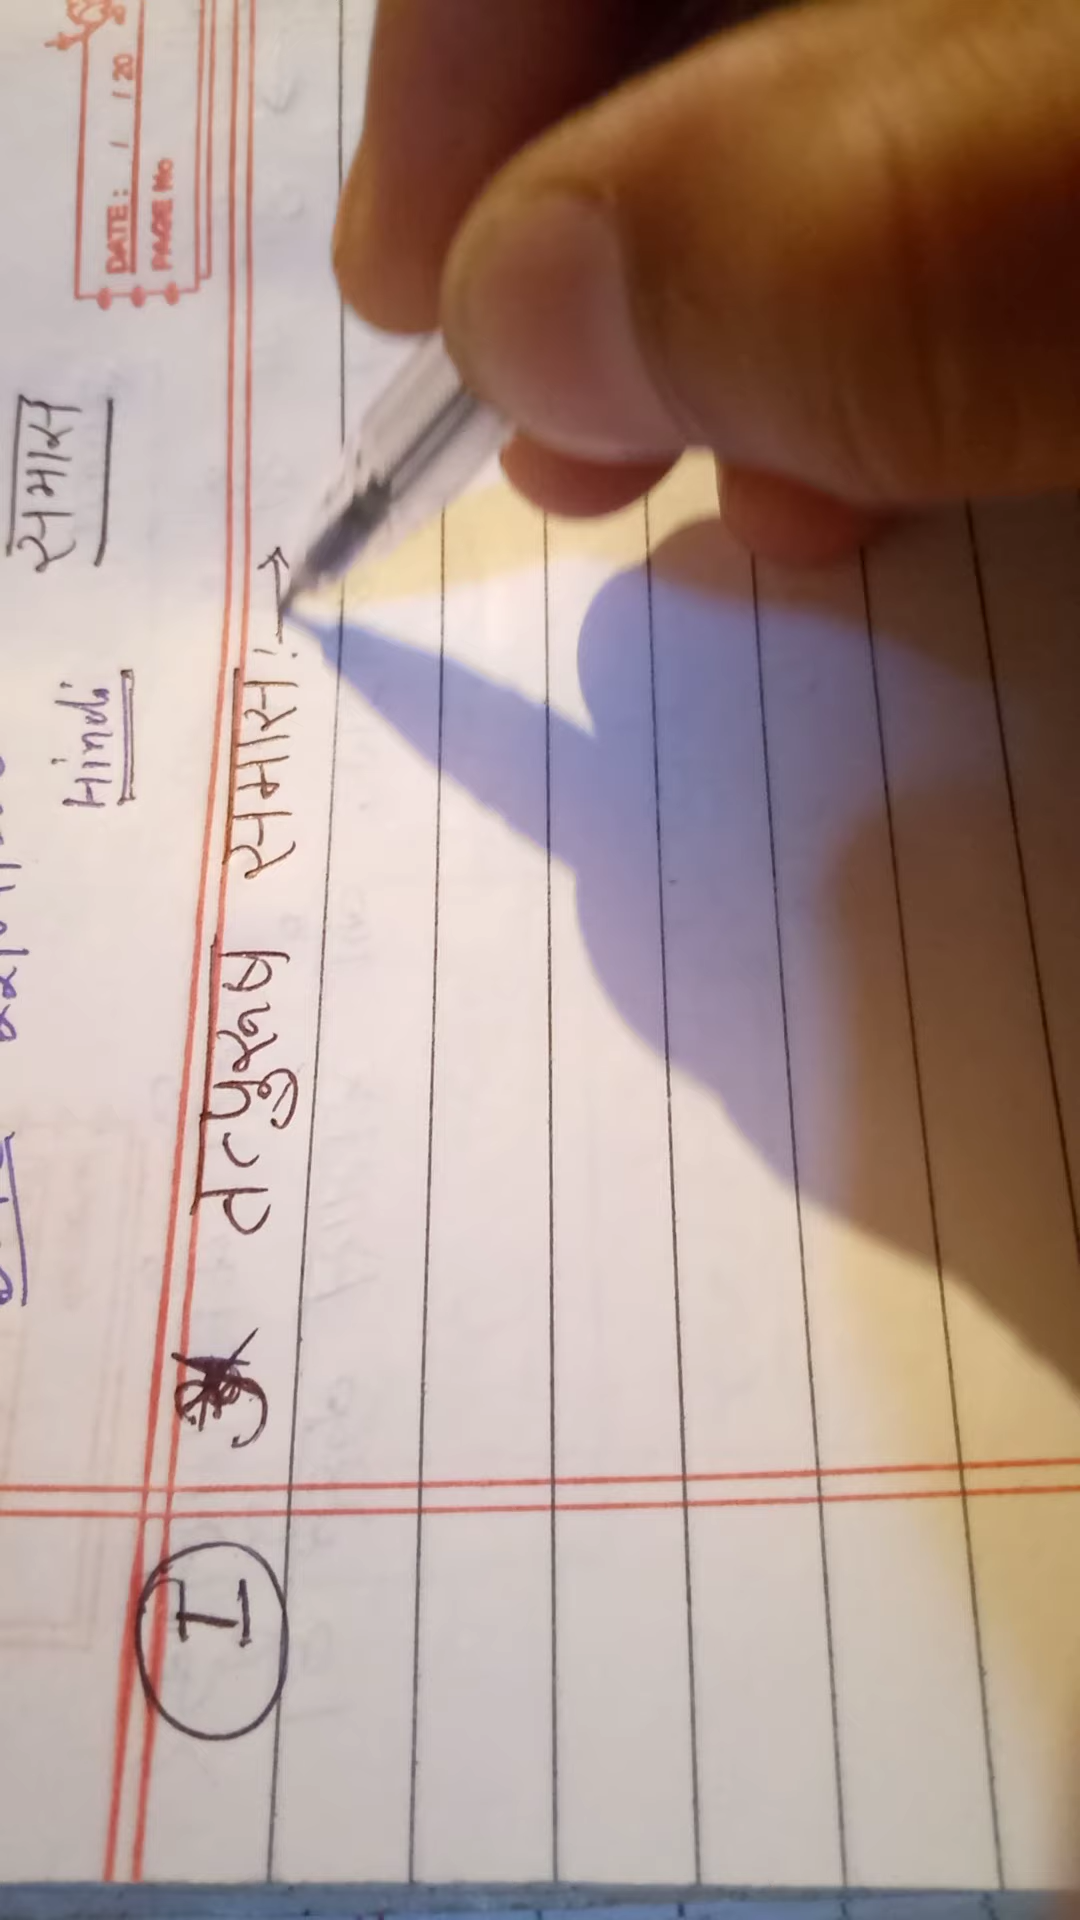 DATE: / / 20
PAGE No
समास
Hindi
I तत्पुरूष समास :→